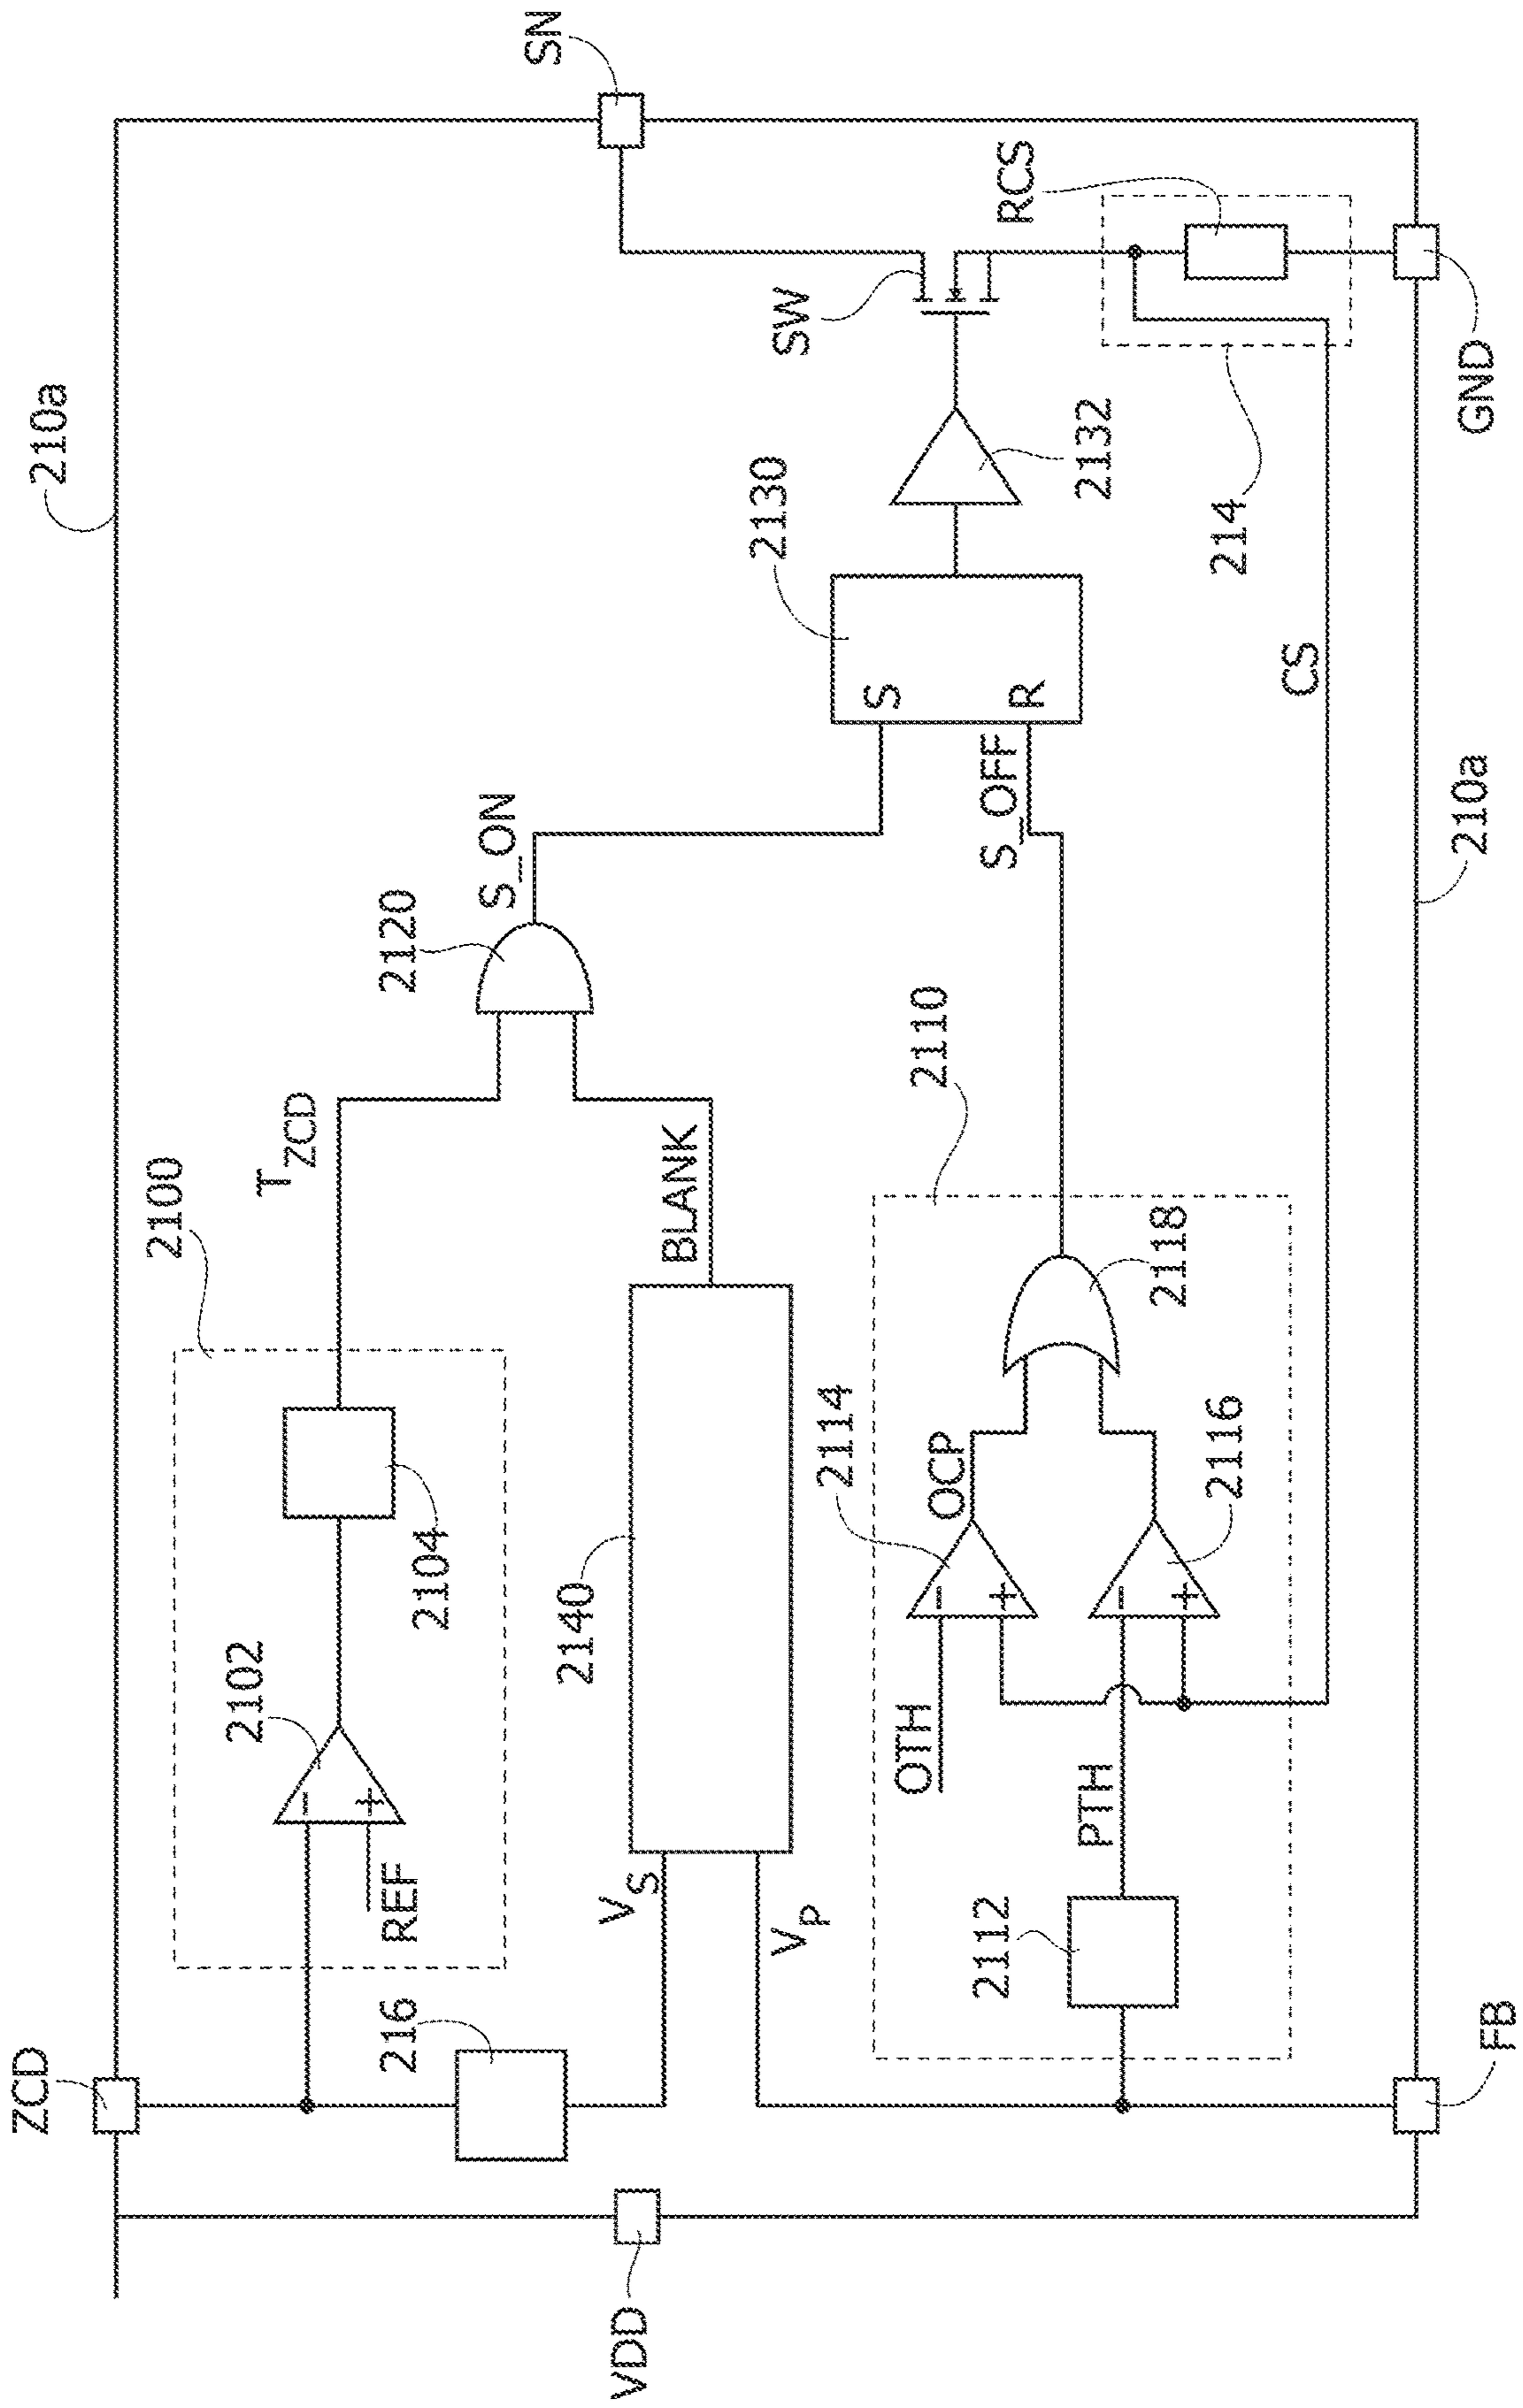 210a
ZCD
SN
2100
T
ZCD
2102
2104
REF
216
2120
S_ON
VDD
V
S
2140
BLANK
V
P
2130
S
R
S_OFF
SW
2132
RCS
2110
2114
OCP
OTH
2118
2112
PTH
2116
214
CS
FB
210a
GND